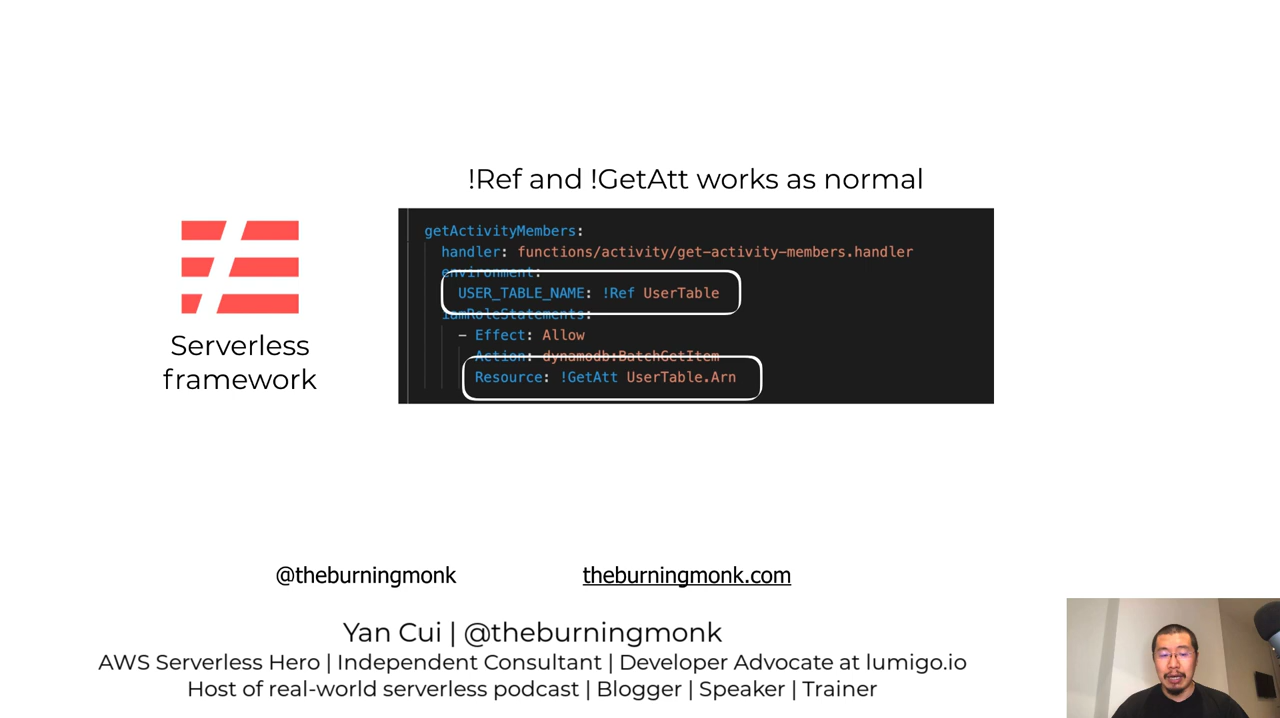 !Ref and !GetAtt works as normal
Serverless
framework
getActivityMembers:
handler: functions/activity/get-activity-members.handler
environment:
USER_TABLE_NAME: !Ref UserTable
iamRoleStatements:
- Effect: Allow
Action: dynamodb:BatchGetItem
Resource: !GetAtt UserTable.Arn
@theburningmonk
theburningmonk.com
Yan Cui | @theburningmonk
AWS Serverless Hero | Independent Consultant | Developer Advocate at lumigo.io
Host of real-world serverless podcast | Blogger | Speaker | Trainer